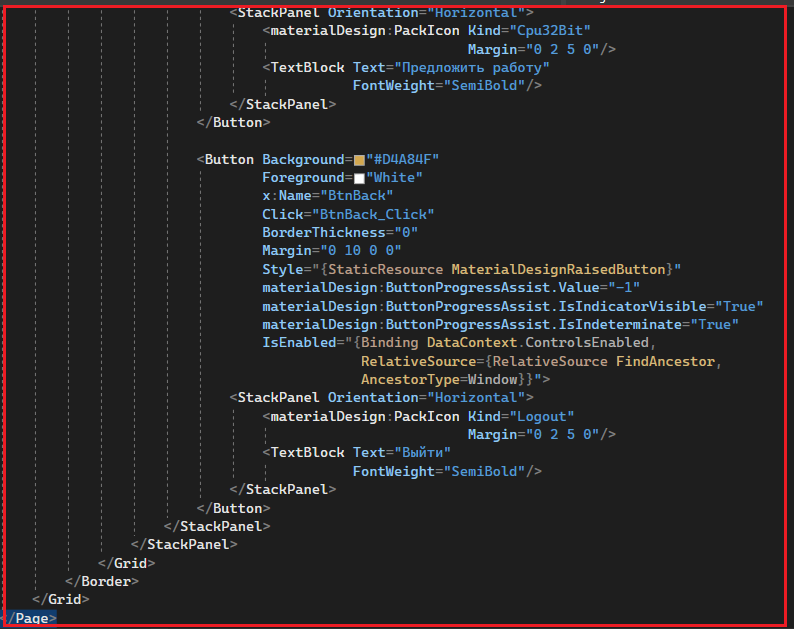 <StackPanel Orientation="Horizontal">
<materialDesign:PackIcon Kind="Cpu32Bit"
Margin="0 2 5 0"/>
<TextBlock Text="Предложить работу"
FontWeight="SemiBold"/>
</StackPanel>
</Button>
<Button Background="#D4A84F"
Foreground="White"
x:Name="BtnBack"
Click="BtnBack_Click"
BorderThickness="0"
Margin="0 10 0 0"
Style="{StaticResource MaterialDesignRaisedButton}"
materialDesign:ButtonProgressAssist.Value="-1"
materialDesign:ButtonProgressAssist.IsIndicatorVisible="True"
materialDesign:ButtonProgressAssist.IsIndeterminate="True"
IsEnabled="{Binding DataContext.ControlsEnabled,
RelativeSource={RelativeSource FindAncestor,
AncestorType=Window}}">
<StackPanel Orientation="Horizontal">
<materialDesign:PackIcon Kind="Logout"
Margin="0 2 5 0"/>
<TextBlock Text="Выйти"
FontWeight="SemiBold"/>
</StackPanel>
</Button>
</StackPanel>
</StackPanel>
</Grid>
</Border>
</Grid>
</Page>